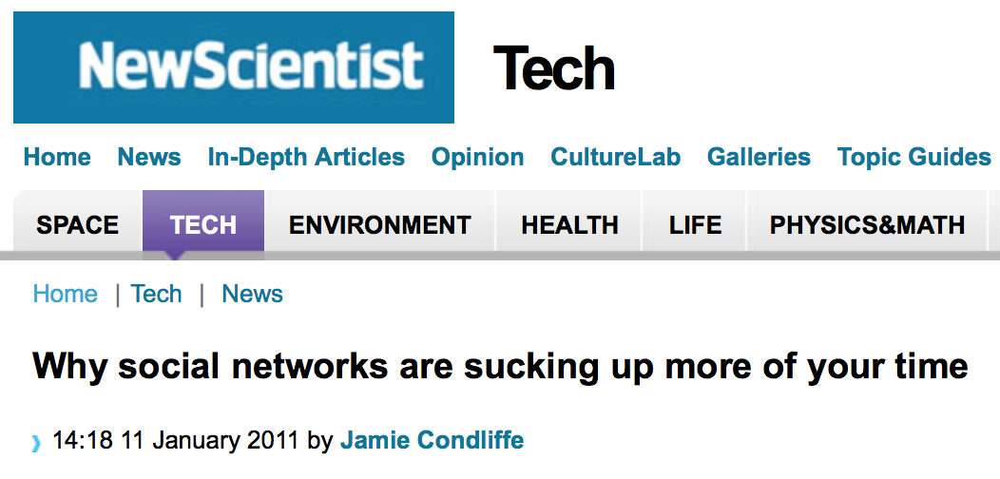 NewScientist Tech
Home News In-Depth Articles Opinion CultureLab Galleries Topic Guides
SPACE TECH ENVIRONMENT HEALTH LIFE PHYSICS&MATH
Home | Tech | News
Why social networks are sucking up more of your time
14:18 11 January 2011 by Jamie Condliffe